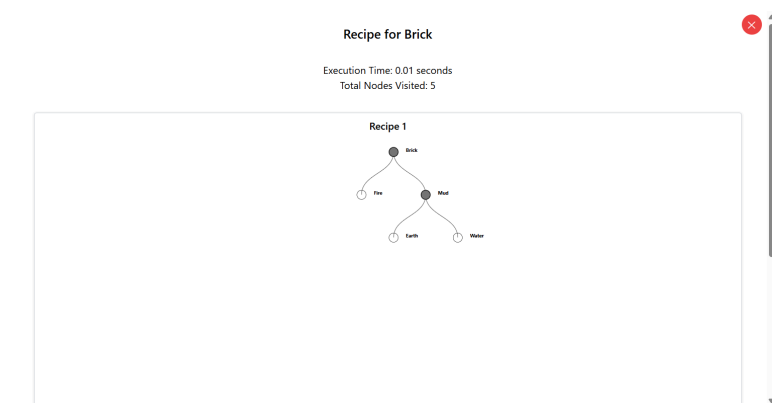 Recipe for Brick
Execution Time: 0.01 seconds
Total Nodes Visited: 5
Recipe 1
Brick
Fire
Mud
Earth
Water